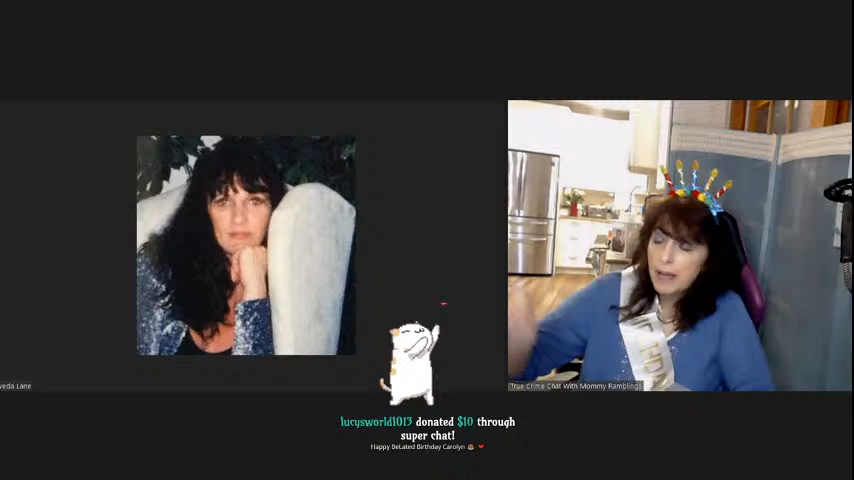 veda Lane
True Crime Chat With Mommy Ramblings
lucysworld1013 donated $10 through
super chat!
Happy BeLated Birthday Carolyn